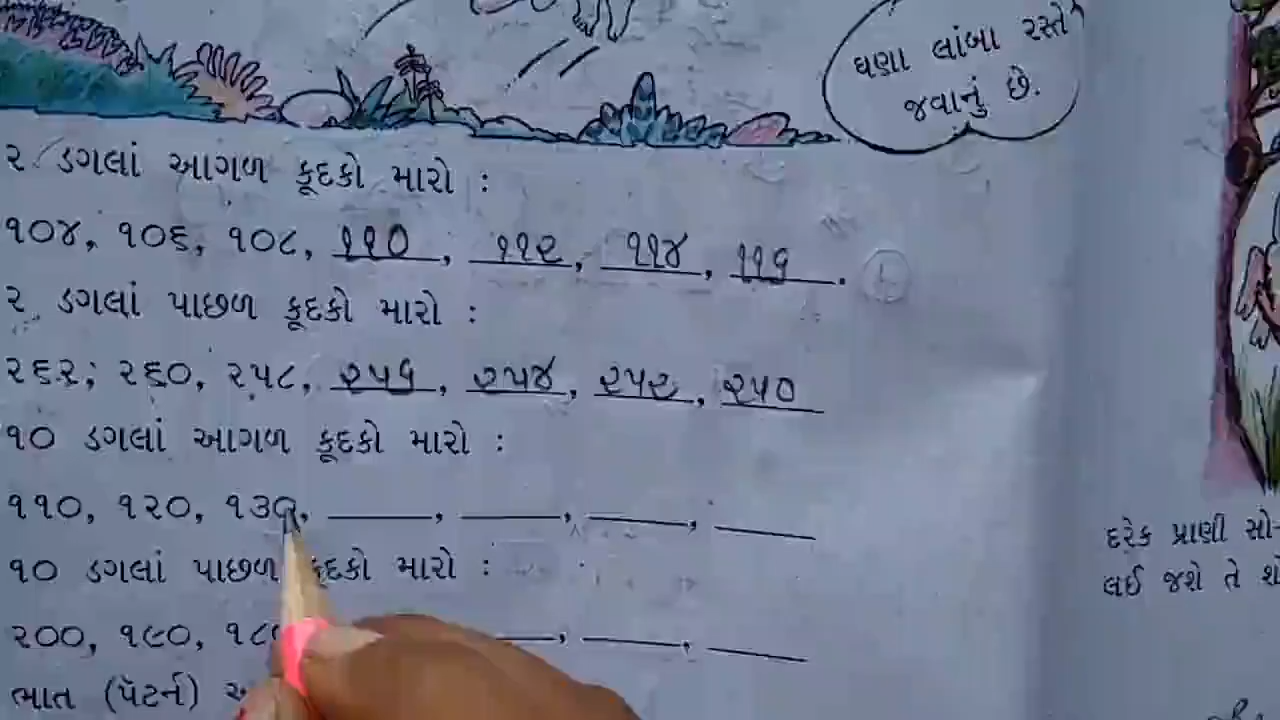 ઘણા લાંબા રસ્તે
જવાનું છે.
૨ ડગલાં આગળ કૂદકો મારો :
૧૦૪, ૧૦૬, ૧૦૮, ૧૧૦, ૧૧૨, ૧૧૪, ૧૧૬.
૨ ડગલાં પાછળ કૂદકો મારો :
૨૬૨; ૨૬૦, ૨૫૮, ૨૫૬, ૨૫૪, ૨૫૨, ૨૫૦
૧૦ ડગલાં આગળ કૂદકો મારો :
૧૧૦, ૧૨૦, ૧૩૦,
૧૦ ડગલાં પાછળ કૂદકો મારો :
૨૦૦, ૧૯૦,
ભાત (પૅટર્ન)
દરેક પ્રાણી
લઈ જશે તે